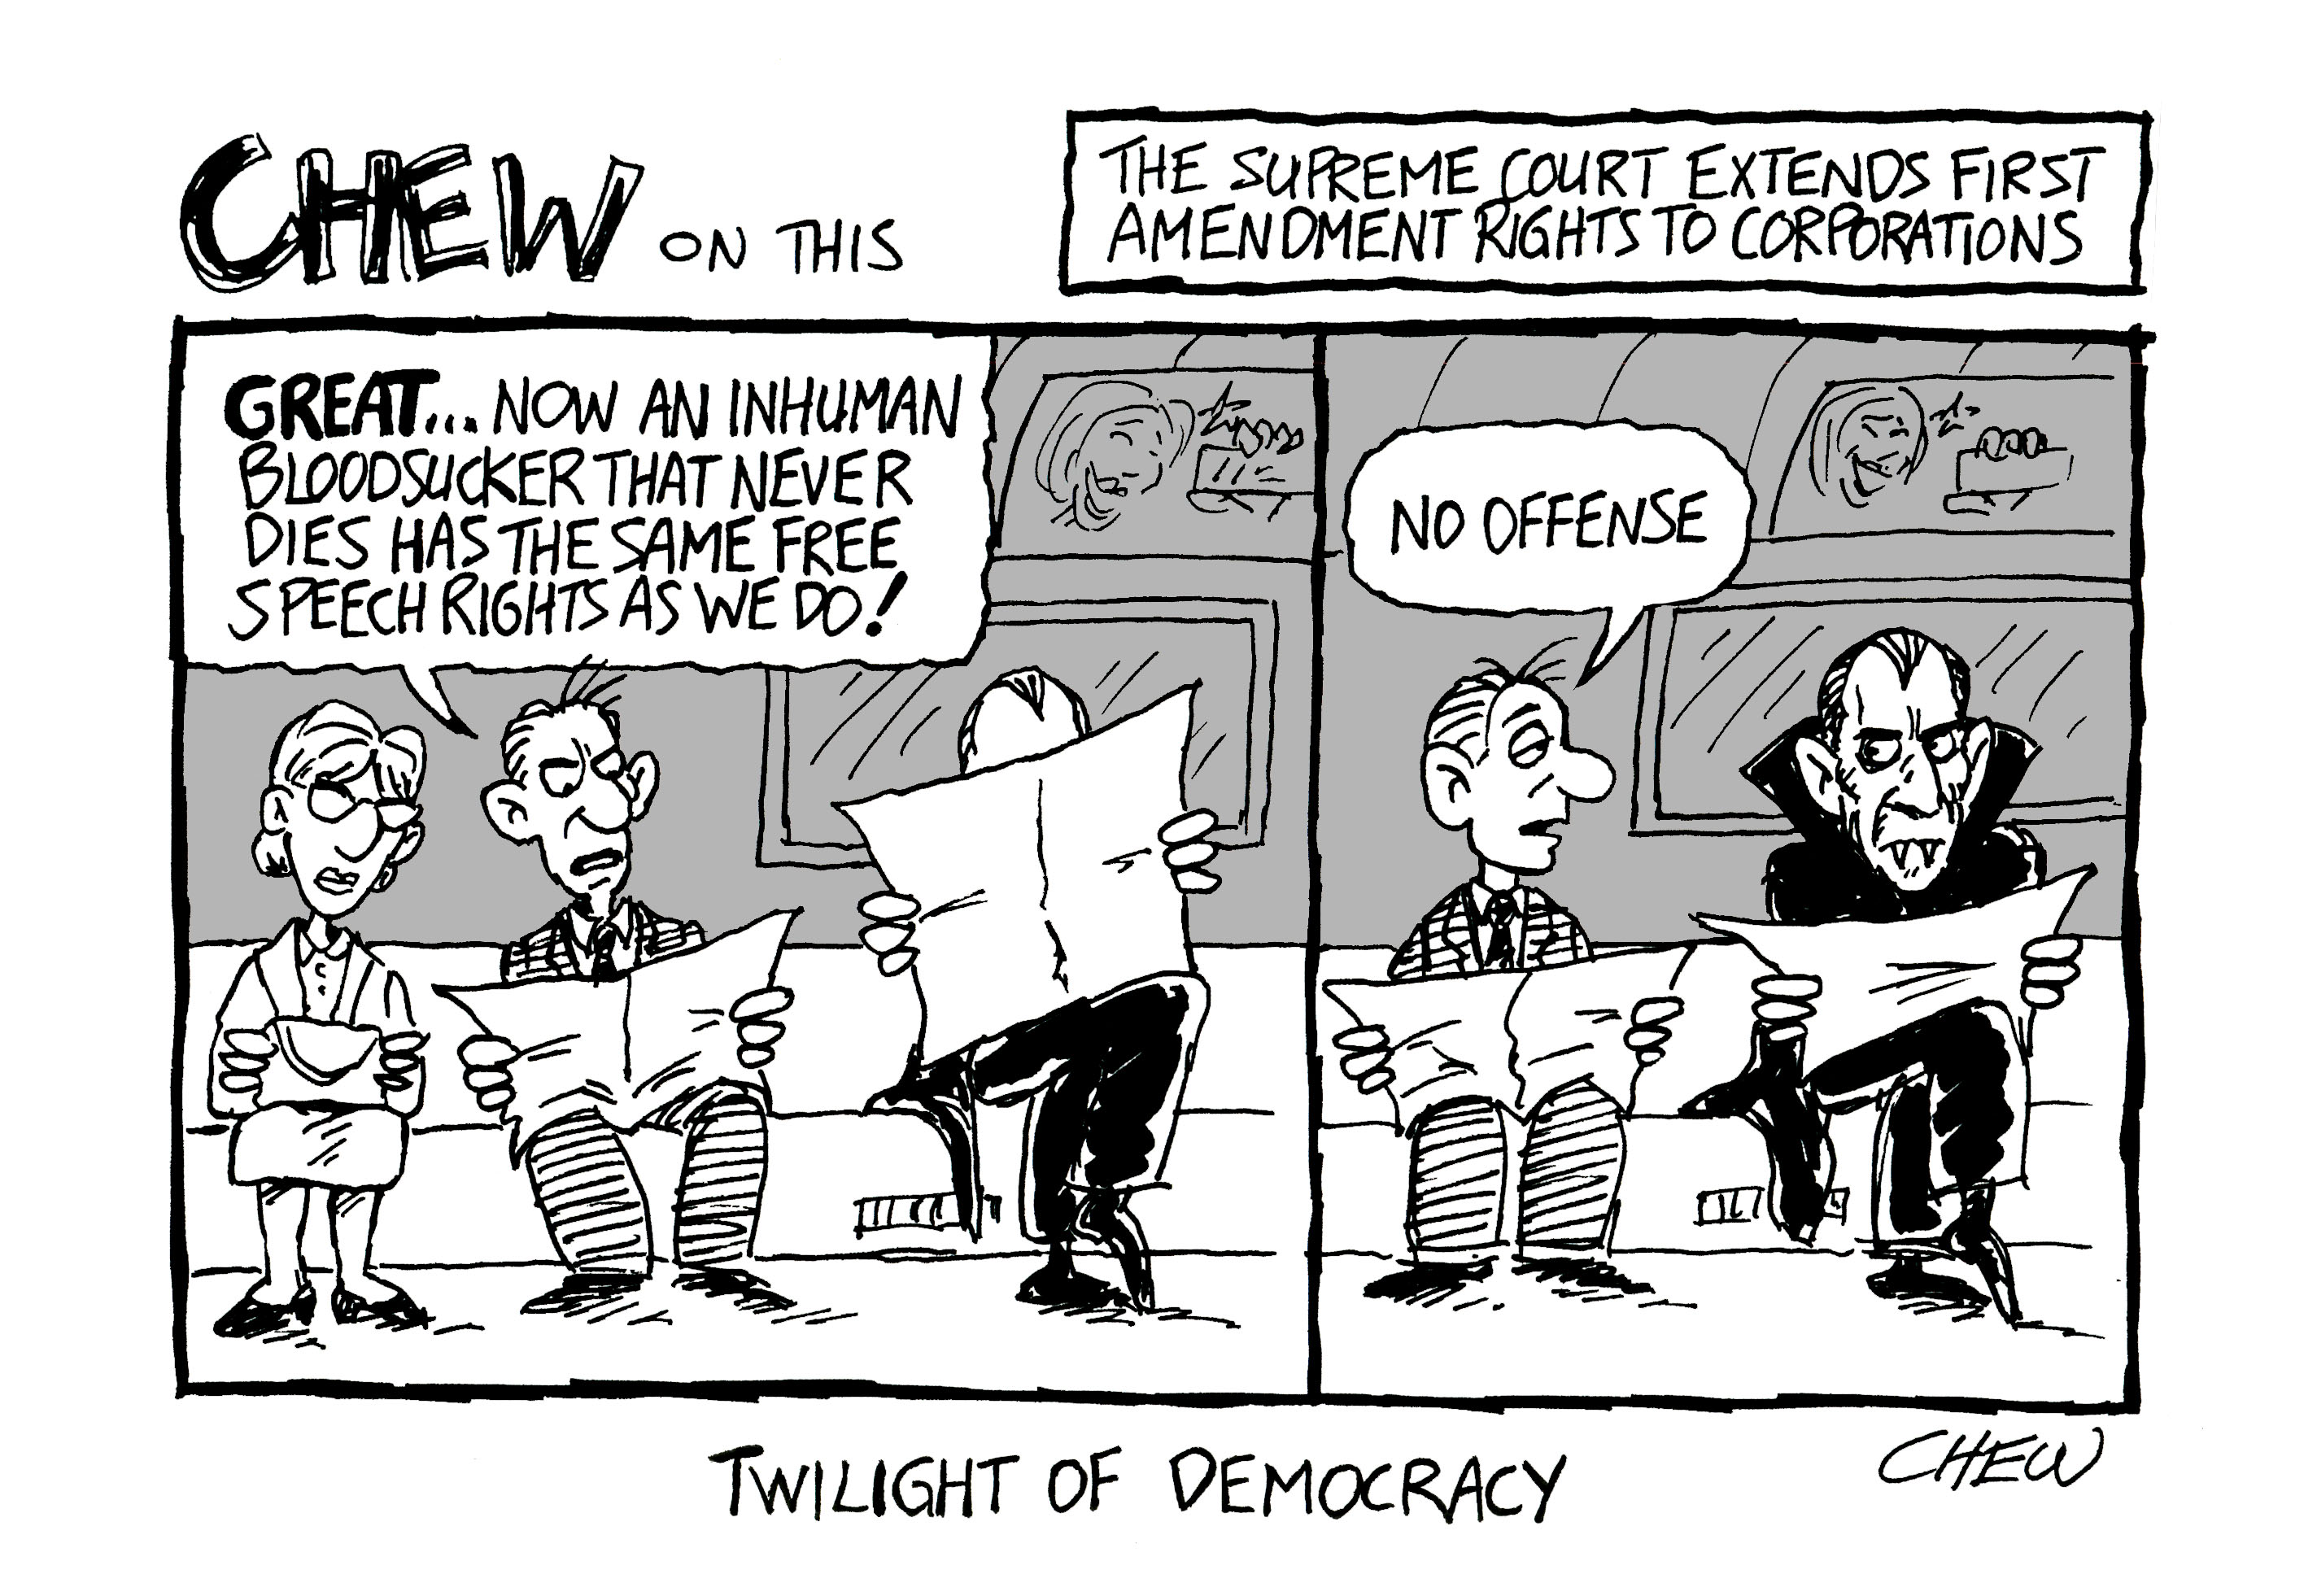 CHEW ON THIS
THE SUPREME COURT EXTENDS FIRST
AMENDMENT RIGHTS TO CORPORATIONS
GREAT... NOW AN INHUMAN
BLOODSUCKER THAT NEVER
DIES HAS THE SAME FREE
SPEECH RIGHTS AS WE DO!
NO OFFENSE
TWILIGHT OF DEMOCRACY
CHEW